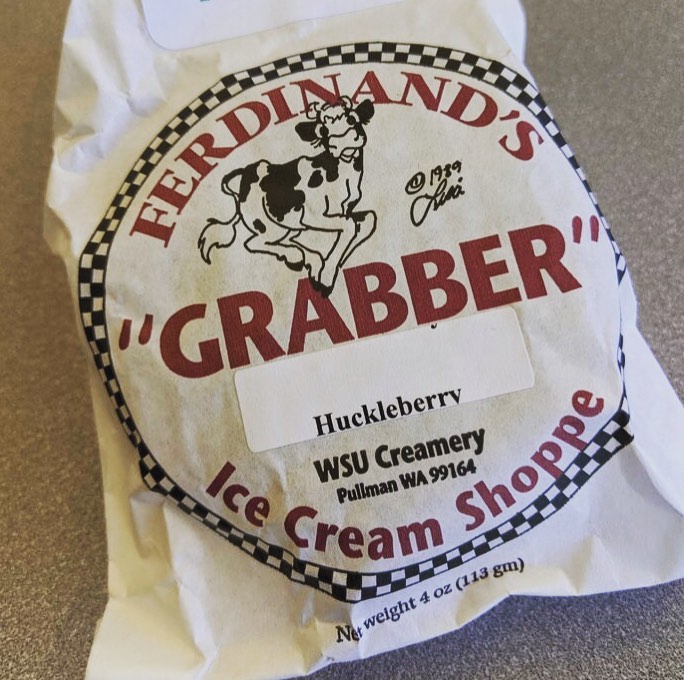 FERDINAND'S
© 1989
"GRABBER"
Huckleberry
WSU Creamery
Pullman WA 99164
Ice Cream Shoppe
Net weight 4 oz (113 gm)